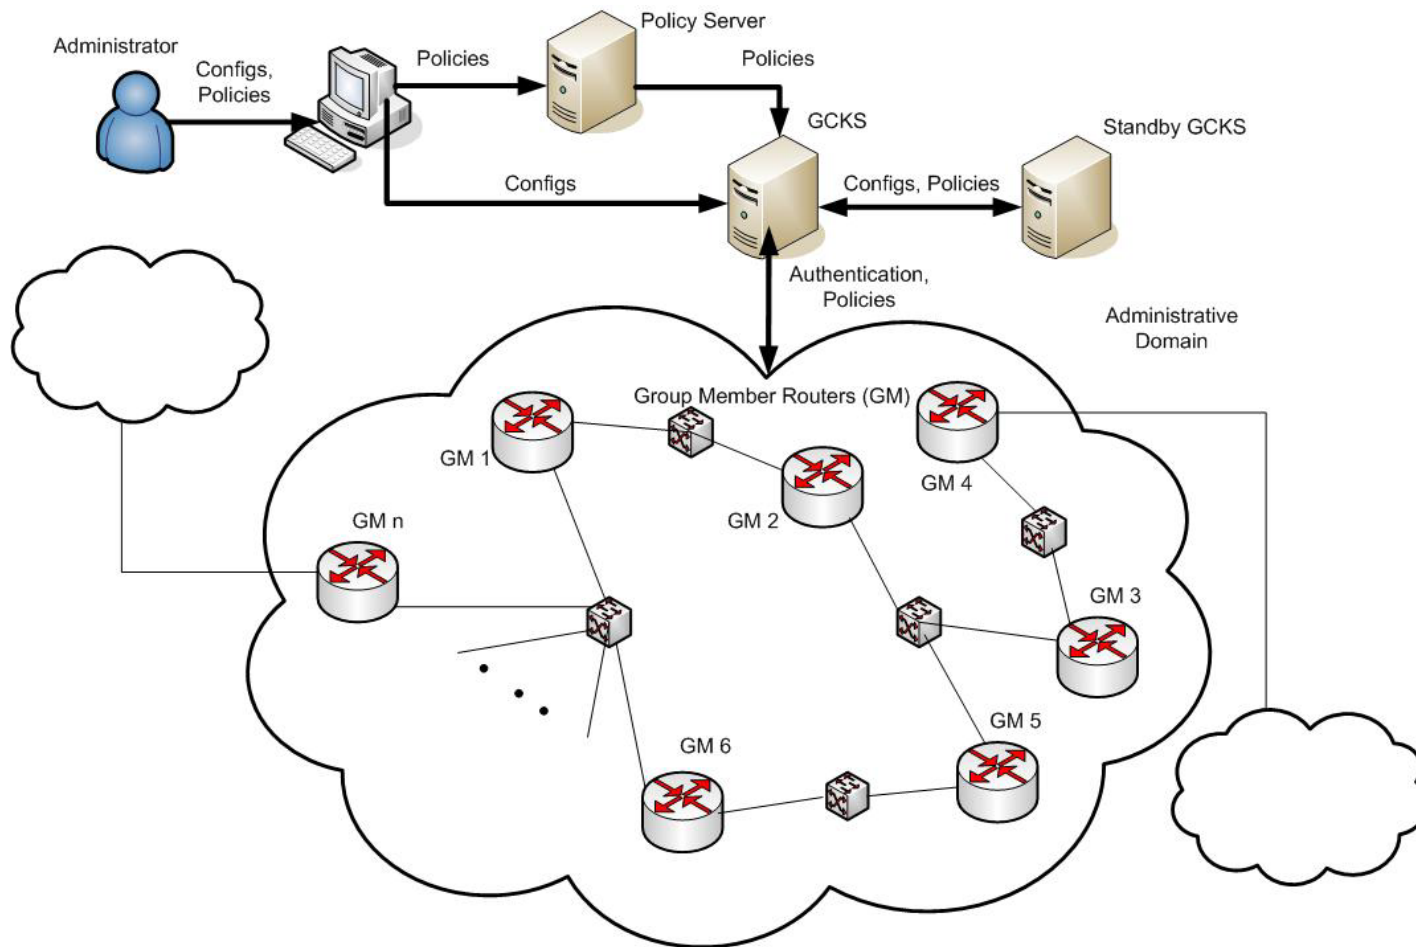 Policy Server
Administrator
Policies
Policies
Configs,
Policies
GCKS
Standby GCKS
Configs
Configs, Policies
Authentication,
Policies
Administrative
Domain
Group Member Routers (GM)
GM 1
GM 4
GM 2
GM n
GM 3
GM 5
GM 6